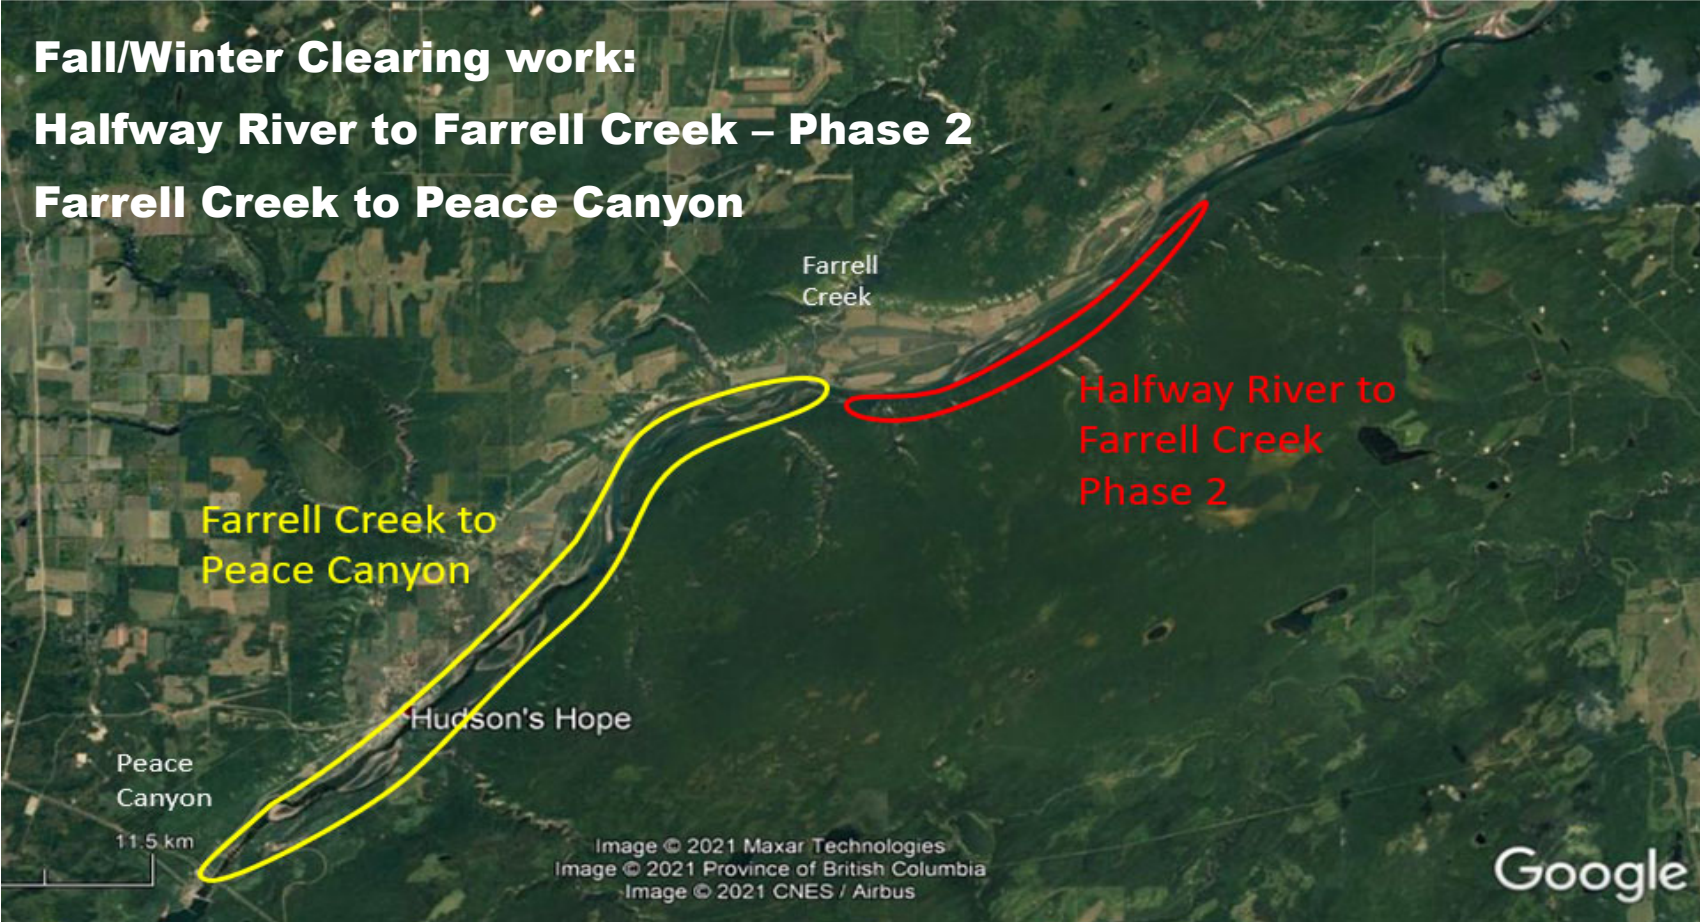 Fall/Winter Clearing work:
Halfway River to Farrell Creek – Phase 2
Farrell Creek to Peace Canyon
Farrell
Creek
Halfway River to
Farrell Creek
Phase 2
Farrell Creek to
Peace Canyon
Hudson's Hope
Peace
Canyon
11.5 km
Image © 2021 Maxar Technologies
Image © 2021 Province of British Columbia
Image © 2021 CNES / Airbus
Google